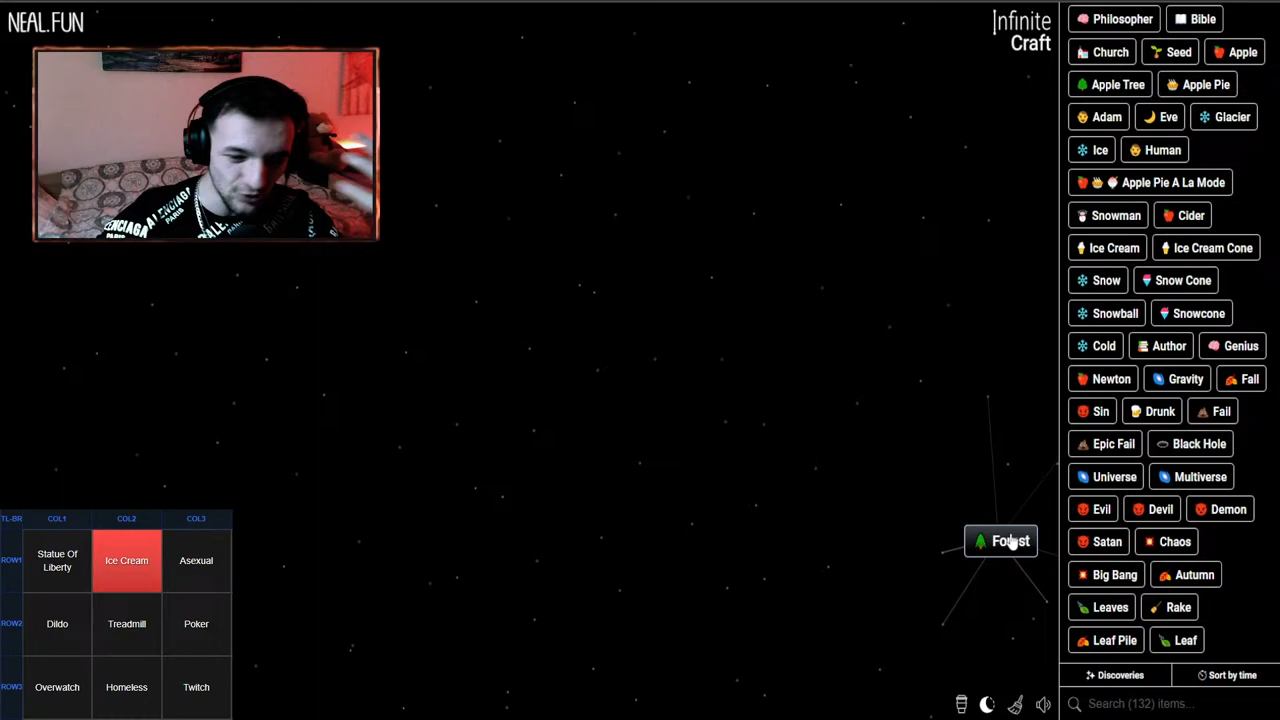 NEAL.FUN
Infinite
Craft
BALENCIAGA
PARIS
Philosopher Bible
Church Seed Apple
Apple Tree Apple Pie
Adam Eve Glacier
Ice Human
Apple Pie A La Mode
Snowman Cider
Ice Cream Ice Cream Cone
Snow Snow Cone
Snowball Snowcone
Cold Author Genius
Newton Gravity Fall
Sin Drunk Fail
Epic Fail Black Hole
Universe Multiverse
Evil Devil Demon
Satan Chaos
Big Bang Autumn
Leaves Rake
Leaf Pile Leaf
Discoveries Sort by time
Search (132) items...
Forest
TL-BR COL1 COL2 COL3
ROW1 Statue Of Liberty Ice Cream Asexual
ROW2 Dildo Treadmill Poker
ROW3 Overwatch Homeless Twitch